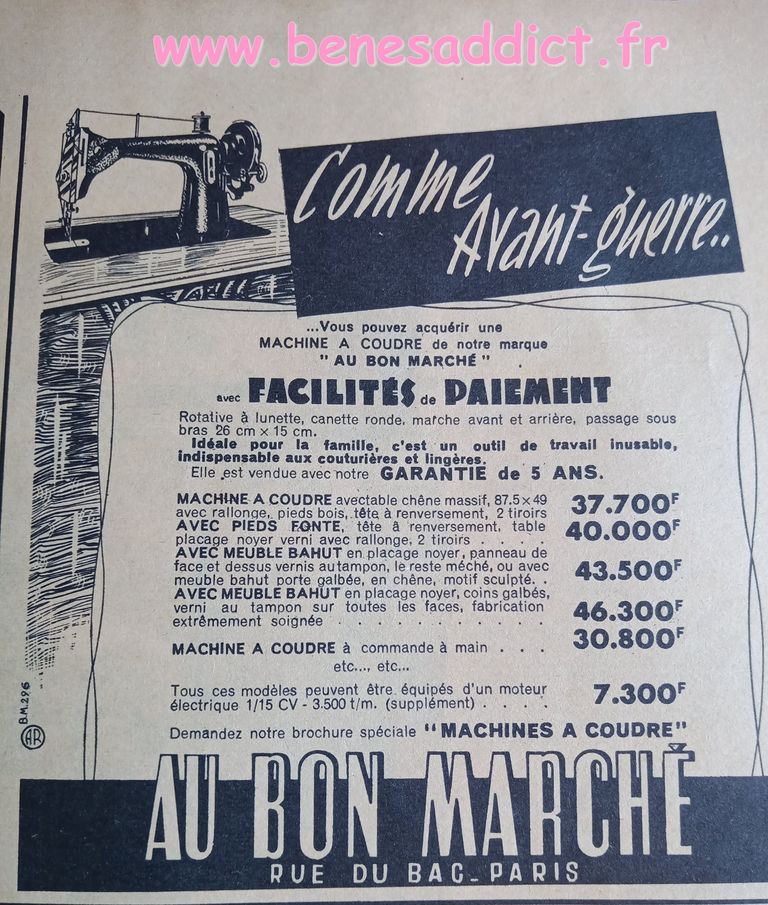 www.benesaddict.fr
Comme
Avant-guerre..
...Vous pouvez acquérir une
MACHINE A COUDRE de notre marque
" AU BON MARCHÉ "
avec FACILITÉS de PAIEMENT
Rotative à lunette, canette ronde, marche avant et arrière, passage sous
bras 26 cm × 15 cm.
Idéale pour la famille, c'est un outil de travail inusable,
indispensable aux couturières et lingères.
Elle est vendue avec notre GARANTIE de 5 ANS.
MACHINE A COUDRE avec table chêne massif, 87.5 × 49
avec rallonge, pieds bois, tête à renversement, 2 tiroirs 37.700F
AVEC PIEDS FONTE, tête à renversement, table
placage noyer verni avec rallonge, 2 tiroirs . . . . 40.000F
AVEC MEUBLE BAHUT en placage noyer, panneau de
face et dessus vernis au tampon, le reste méché, ou avec
meuble bahut porte galbée, en chêne, motif sculpté. . 43.500F
AVEC MEUBLE BAHUT en placage noyer, coins galbés,
verni au tampon sur toutes les faces, fabrication
extrêmement soignée . . . . . . . . . . . 46.300F
MACHINE A COUDRE à commande à main . . . 30.800F
etc..., etc...
Tous ces modèles peuvent être équipés d'un moteur
électrique 1/15 CV - 3.500 t/m. (supplément) . . . . 7.300F
Demandez notre brochure spéciale "MACHINES A COUDRE"
B.M. 296
AR
AU BON MARCHÉ
RUE DU BAC_PARIS